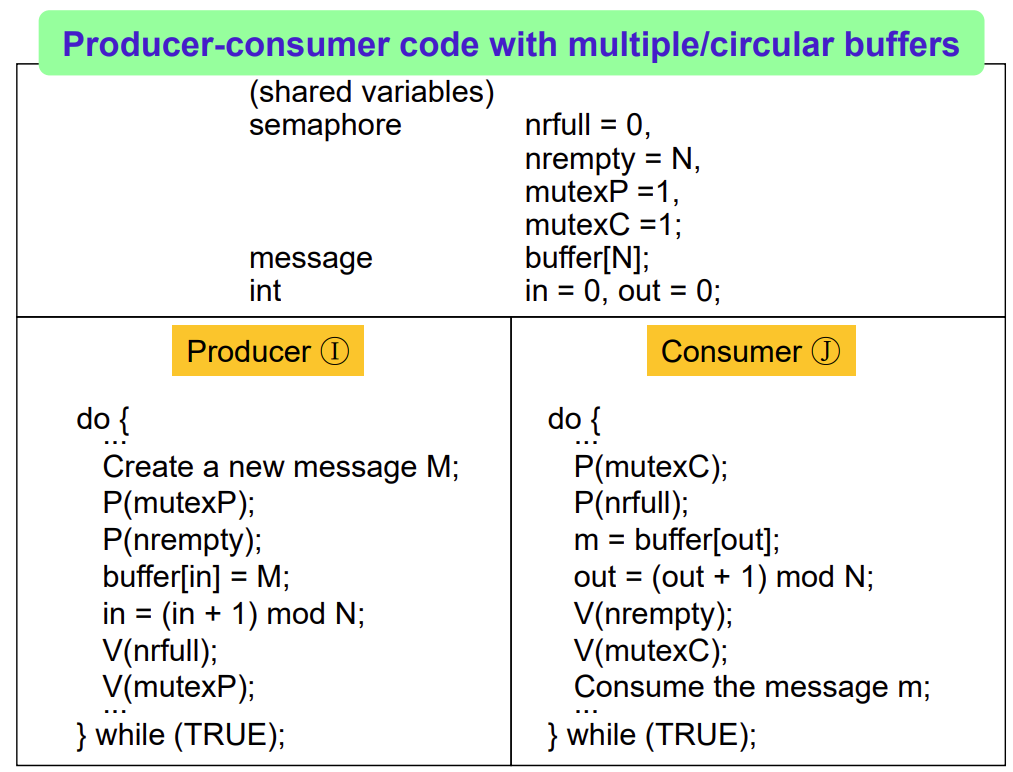 Producer-consumer code with multiple/circular buffers
(shared variables)
semaphore nrfull = 0,
nrempty = N,
mutexP =1,
mutexC =1;
message buffer[N];
int in = 0, out = 0;
Producer Ⓘ
do {
...
Create a new message M;
P(mutexP);
P(nrempty);
buffer[in] = M;
in = (in + 1) mod N;
V(nrfull);
V(mutexP);
...
} while (TRUE);
Consumer Ⓙ
do {
...
P(mutexC);
P(nrfull);
m = buffer[out];
out = (out + 1) mod N;
V(nrempty);
V(mutexC);
Consume the message m;
...
} while (TRUE);